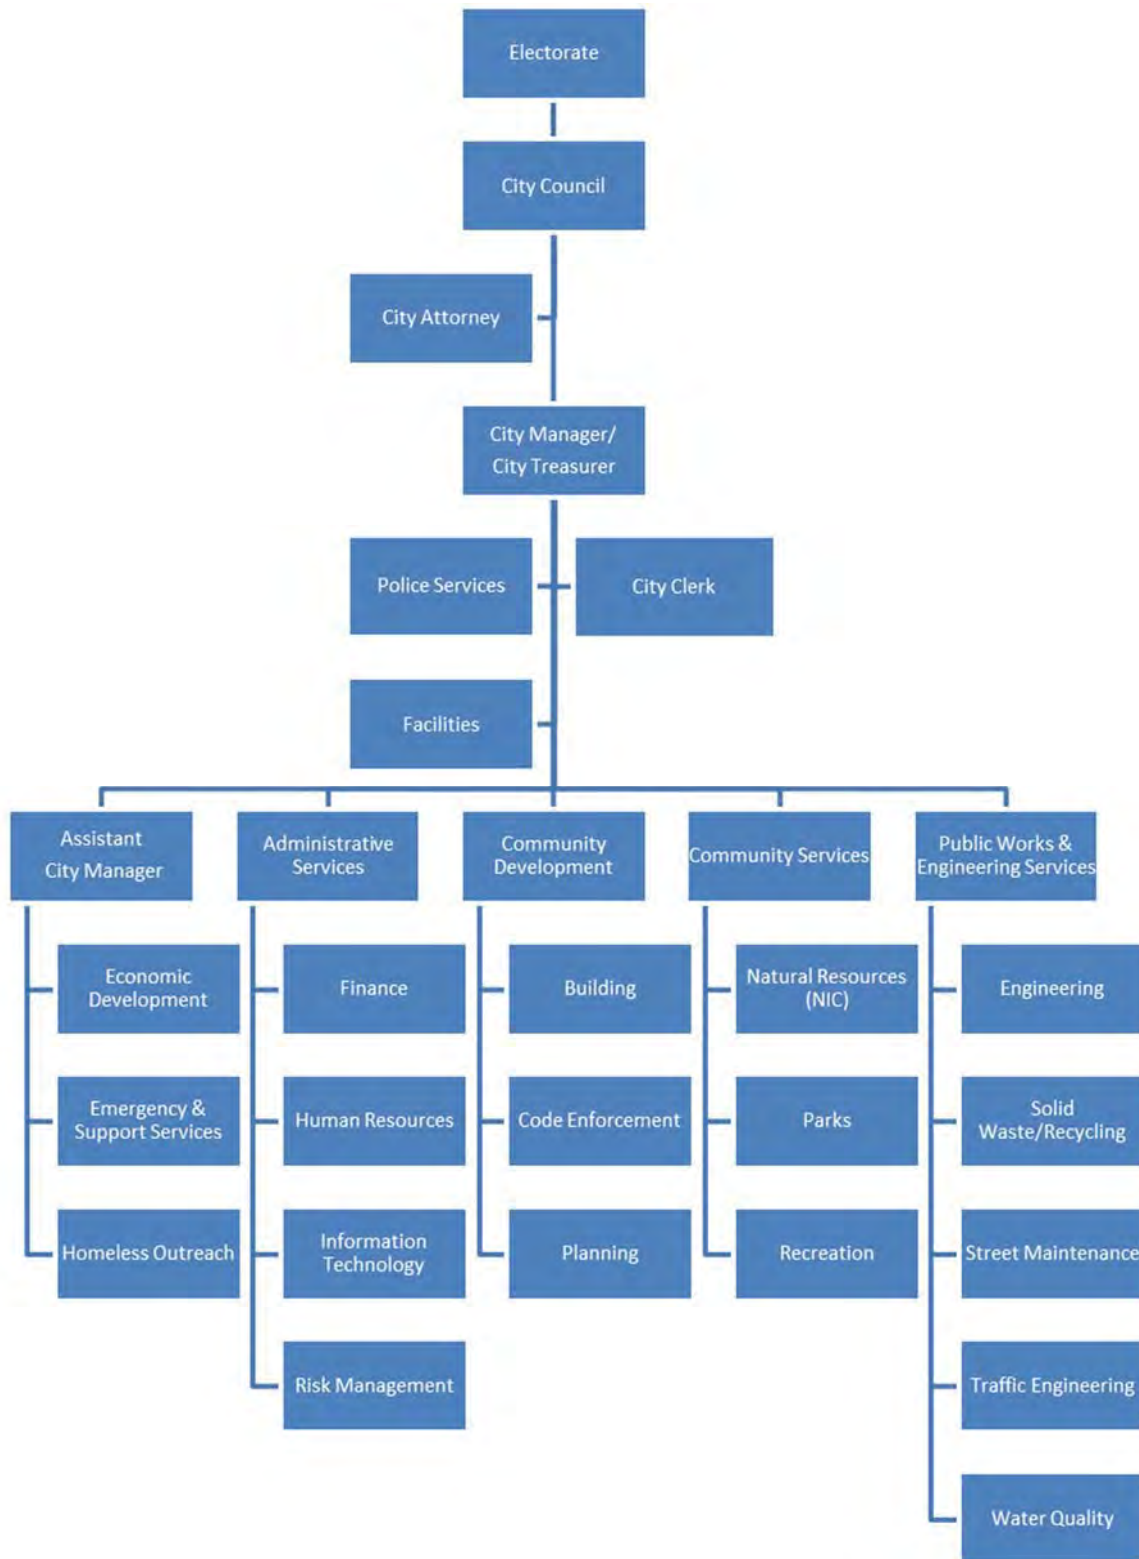 Electorate
City Council
City Attorney
City Manager/
City Treasurer
Police Services
City Clerk
Facilities
Assistant
City Manager
Administrative
Services
Community
Development
Community Services
Public Works &
Engineering Services
Economic
Development
Finance
Building
Natural Resources
(NIC)
Engineering
Emergency &
Support Services
Human Resources
Code Enforcement
Parks
Solid
Waste/Recycling
Homeless Outreach
Information
Technology
Planning
Recreation
Street Maintenance
Risk Management
Traffic Engineering
Water Quality